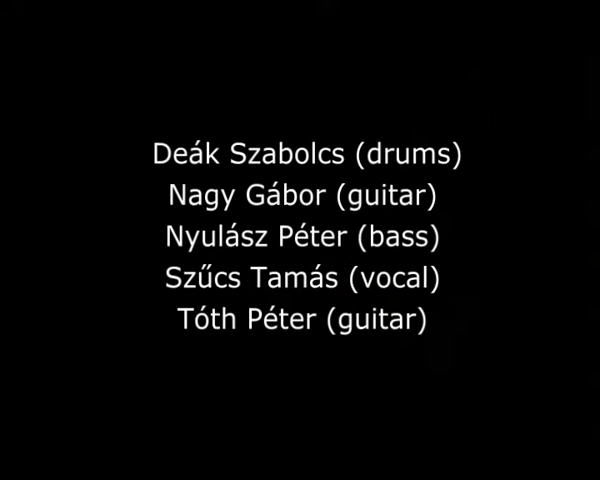 Deák Szabolcs (drums)
Nagy Gábor (guitar)
Nyulász Péter (bass)
Szűcs Tamás (vocal)
Tóth Péter (guitar)